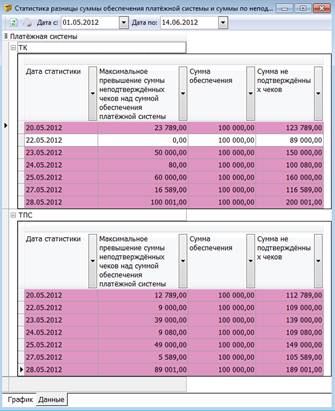 Статистика разницы суммы обеспечения платёжной системы и суммы по непод...
Дата с: 01.05.2012 Дата по: 14.06.2012
Платёжная системы
ТК
Дата статистики
Максимальное превышение суммы неподтверждённых чеков над суммой обеспечения платёжной системы
Сумма обеспечения
Сумма не подтверждённых чеков
20.05.2012 23 789,00 100 000,00 123 789,00
22.05.2012 0,00 100 000,00 89 000,00
23.05.2012 50 000,00 100 000,00 150 000,00
24.05.2012 80,00 100 000,00 100 080,00
25.05.2012 60 000,00 100 000,00 160 000,00
27.05.2012 16 589,00 100 000,00 116 589,00
28.05.2012 100 001,00 100 000,00 200 001,00
ТПС
Дата статистики
Максимальное превышение суммы неподтверждённых чеков над суммой обеспечения платёжной системы
Сумма обеспечения
Сумма не подтверждённых чеков
20.05.2012 12 789,00 100 000,00 112 789,00
22.05.2012 9 000,00 100 000,00 109 000,00
23.05.2012 39 000,00 100 000,00 139 000,00
24.05.2012 9 080,00 100 000,00 109 080,00
25.05.2012 49 000,00 100 000,00 149 000,00
27.05.2012 5 589,00 100 000,00 105 589,00
28.05.2012 89 001,00 100 000,00 189 001,00
График Данные